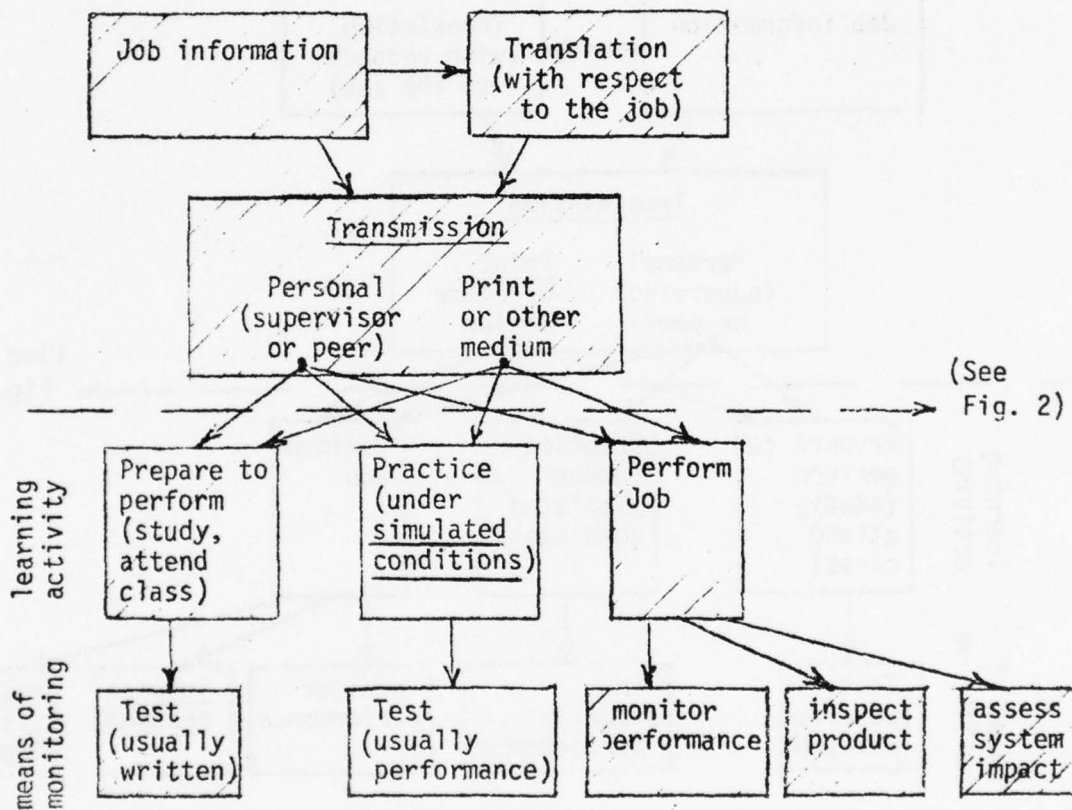 Job information
Translation
(with respect
to the job)
Transmission
Personal
(supervisor
or peer)
Print
or other
medium
(See
Fig. 2)
learning
activity
Prepare to
perform
(study,
attend
class)
Practice
(under
simulated
conditions)
Perform
Job
means of
monitoring
Test
(usually
written)
Test
(usually
performance)
monitor
performance
inspect
product
assess
system
impact